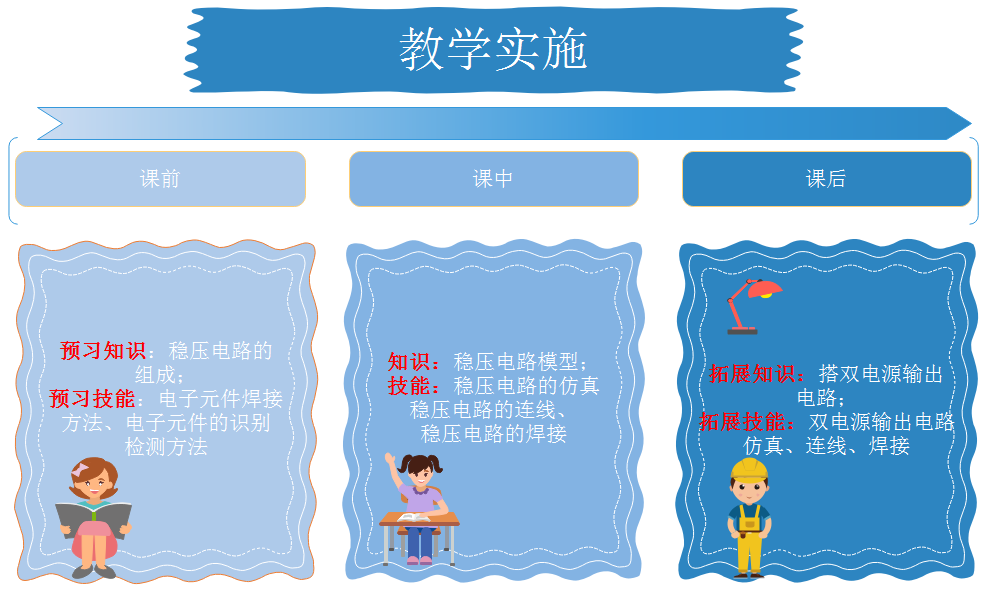 教学实施
课前
课中
课后
预习知识：稳压电路的
组成；
预习技能：电子元件焊接
方法、电子元件的识别
检测方法
知识：稳压电路模型；
技能：稳压电路的仿真
稳压电路的连线、
稳压电路的焊接
拓展知识：搭双电源输出
电路；
拓展技能：双电源输出电路
仿真、连线、焊接